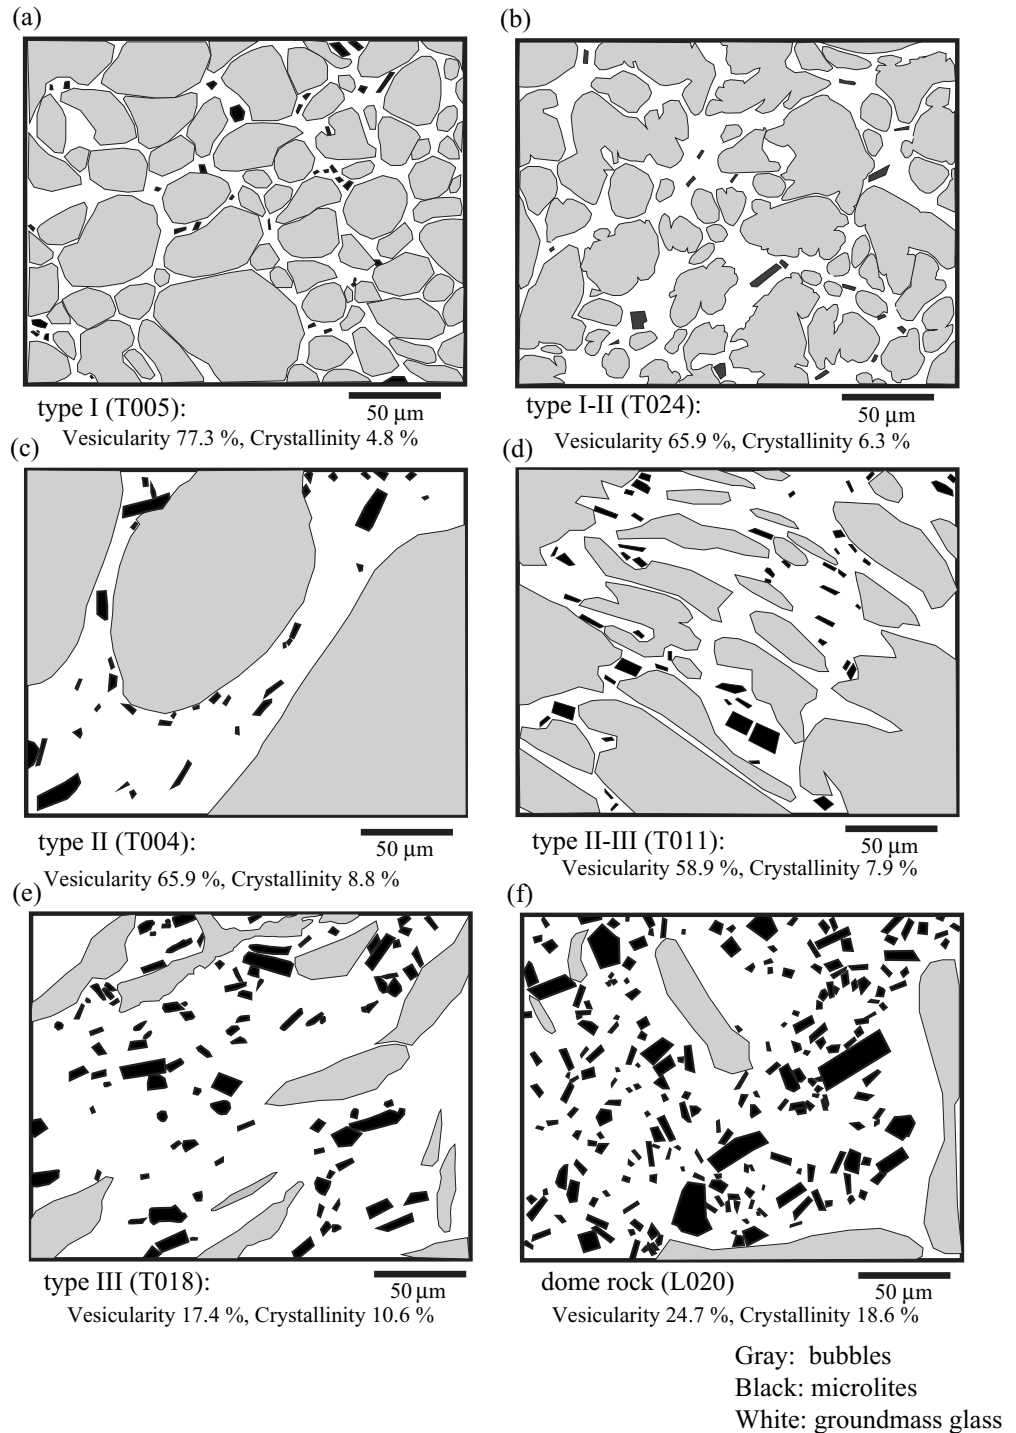 (a)
(b)
type I (T005):
50 µm
Vesicularity 77.3 %, Crystallinity 4.8 %
type I-II (T024):
50 µm
Vesicularity 65.9 %, Crystallinity 6.3 %
(c)
(d)
type II (T004):
50 µm
Vesicularity 65.9 %, Crystallinity 8.8 %
type II-III (T011):
50 µm
Vesicularity 58.9 %, Crystallinity 7.9 %
(e)
(f)
type III (T018):
50 µm
Vesicularity 17.4 %, Crystallinity 10.6 %
dome rock (L020)
50 µm
Vesicularity 24.7 %, Crystallinity 18.6 %
Gray: bubbles
Black: microlites
White: groundmass glass